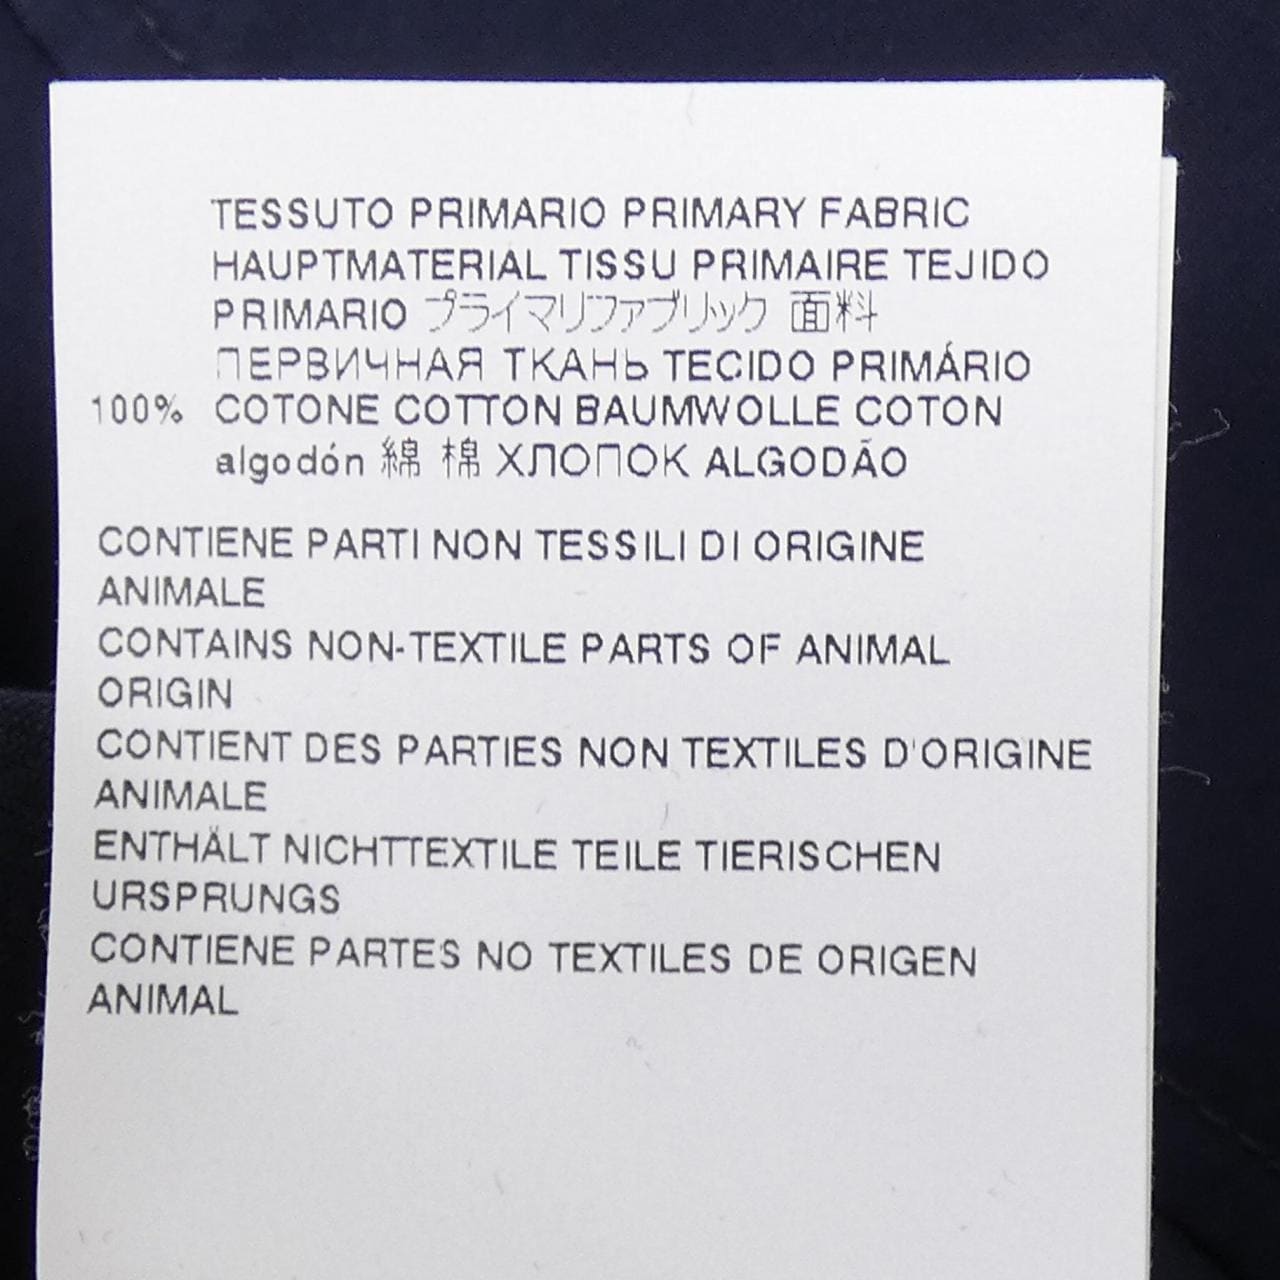 TESSUTO PRIMARIO PRIMARY FABRIC
HAUPTMATERIAL TISSU PRIMAIRE TEJIDO
PRIMARIO プライマリファブリック 面料
ПЕРВИЧНАЯ ТКАНЬ TECIDO PRIMÁRIO
100% COTONE COTTON BAUMWOLLE COTON
algodón 綿 棉 ХЛОПОК ALGODÃO
CONTIENE PARTI NON TESSILI DI ORIGINE
ANIMALE
CONTAINS NON-TEXTILE PARTS OF ANIMAL
ORIGIN
CONTIENT DES PARTIES NON TEXTILES D'ORIGINE
ANIMALE
ENTHÄLT NICHTTEXTILE TEILE TIERISCHEN
URSPRUNGS
CONTIENE PARTES NO TEXTILES DE ORIGEN
ANIMAL